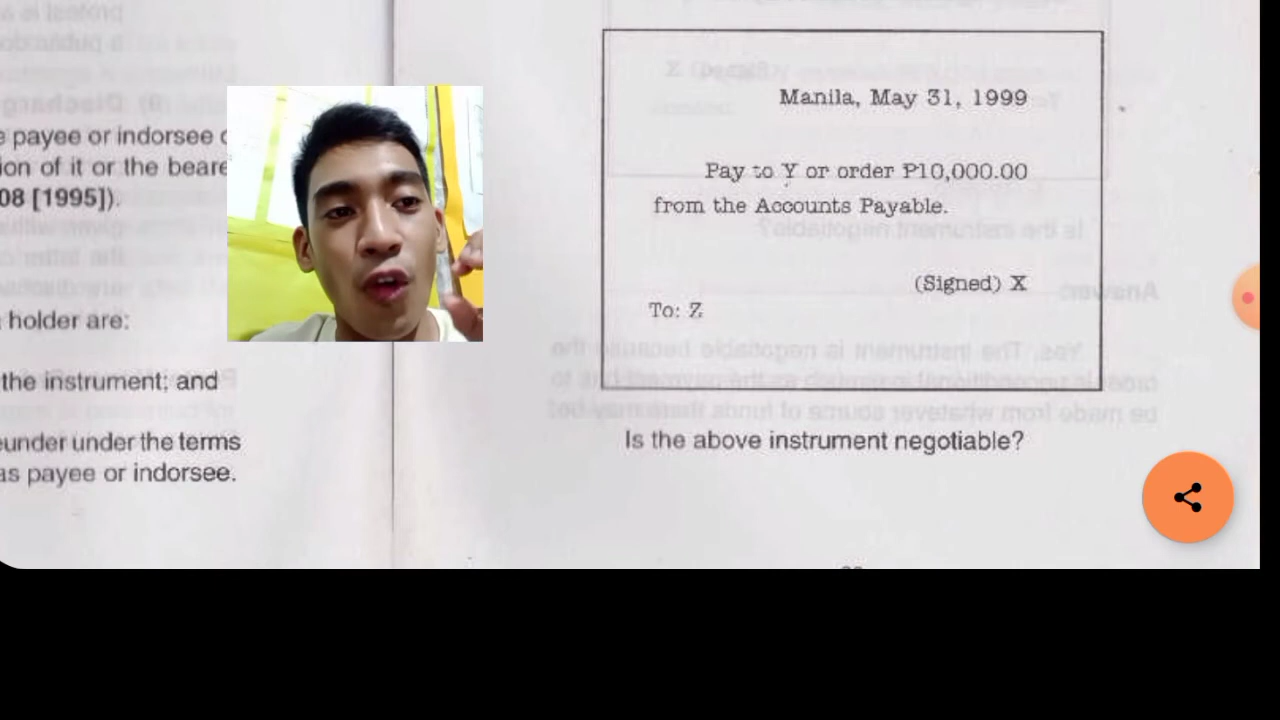 e payee or indorsee
ion of it or the beare
08 [1995]).
holder are:
the instrument; and
eunder under the terms
as payee or indorsee.
Manila, May 31, 1999
Pay to Y or order ₱10,000.00
from the Accounts Payable.
(Signed) X
To: Z
Is the above instrument negotiable?